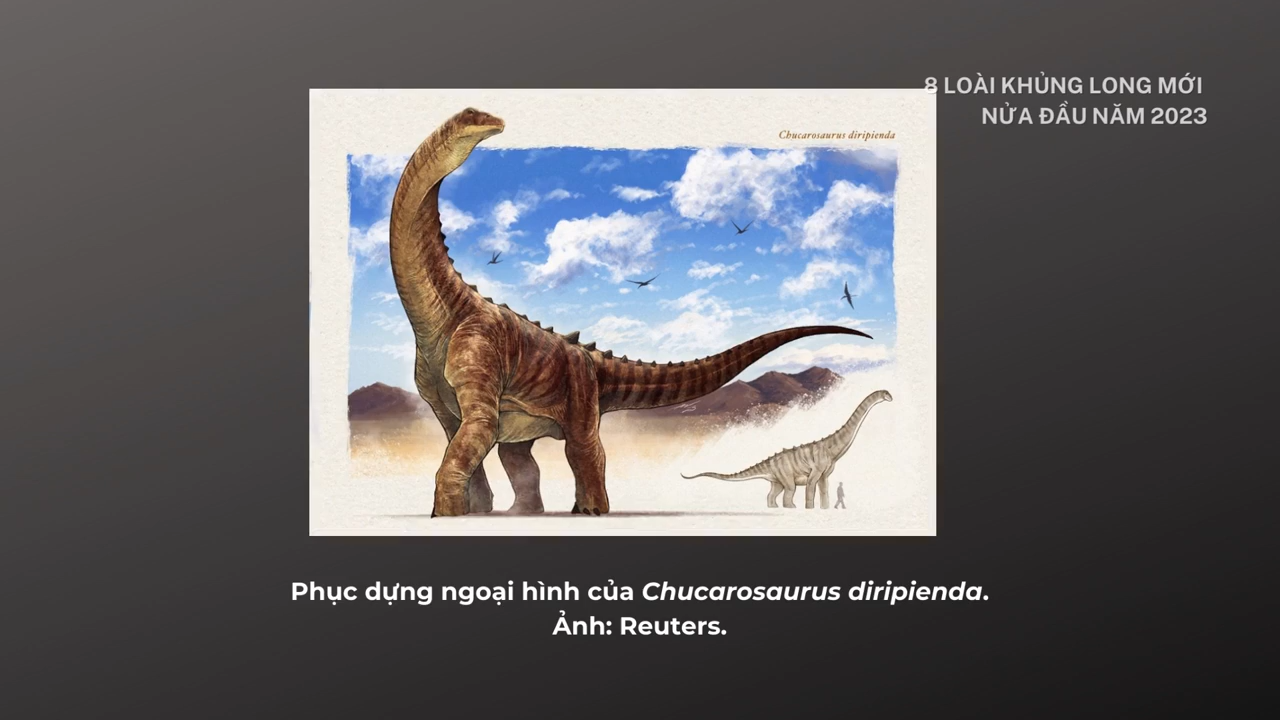 8 LOÀI KHỦNG LONG MỚI
NỬA ĐẦU NĂM 2023
Chucarosaurus diripienda
Phục dựng ngoại hình của Chucarosaurus diripienda.
Ảnh: Reuters.